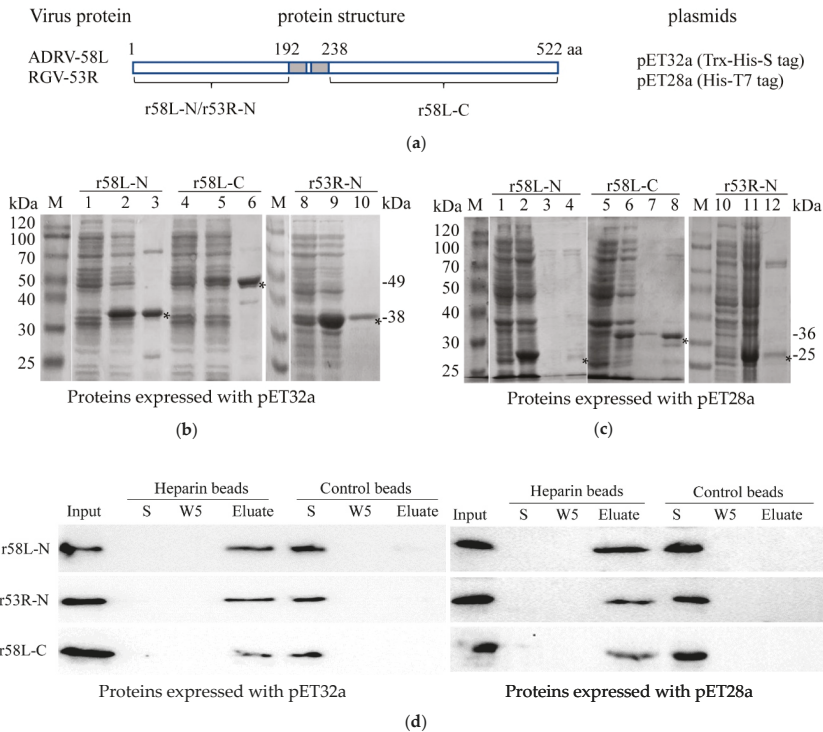 Virus protein protein structure plasmids
1 192 238 522 aa
ADRV-58L
RGV-53R
pET32a (Trx-His-S tag)
pET28a (His-T7 tag)
r58L-N/r53R-N r58L-C
(a)
r58L-N r58L-C r53R-N
kDa M 1 2 3 4 5 6 M 8 9 10 kDa
120
100
70
50
40
30
25
-49
-38
*
*
*
Proteins expressed with pET32a
(b)
r58L-N r58L-C r53R-N
kDa M 1 2 3 4 5 6 7 8 M 10 11 12 kDa
120
100
70
50
40
30
25
-36
-25
*
*
*
Proteins expressed with pET28a
(c)
Heparin beads Control beads
Input S W5 Eluate S W5 Eluate
Heparin beads Control beads
Input S W5 Eluate S W5 Eluate
r58L-N
r53R-N
r58L-C
Proteins expressed with pET32a
Proteins expressed with pET28a
(d)